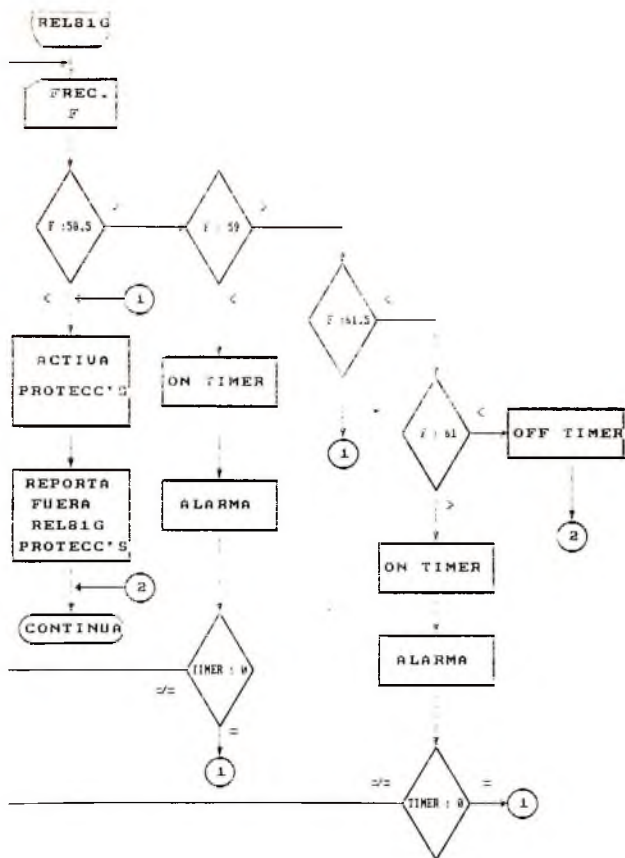 REL81G
FREC.
F
F :58.5
>
F : 59
>
<
1
<
F :61.5
<
ACTIVA
PROTECC'S
ON TIMER
1
F : 61
<
OFF TIMER
2
>
REPORTA
FUERA
REL81G
PROTECC'S
ALARMA
2
CONTINUA
ON TIMER
ALARMA
TIMER : 0
=/=
=
1
TIMER : 0
=/=
=
1